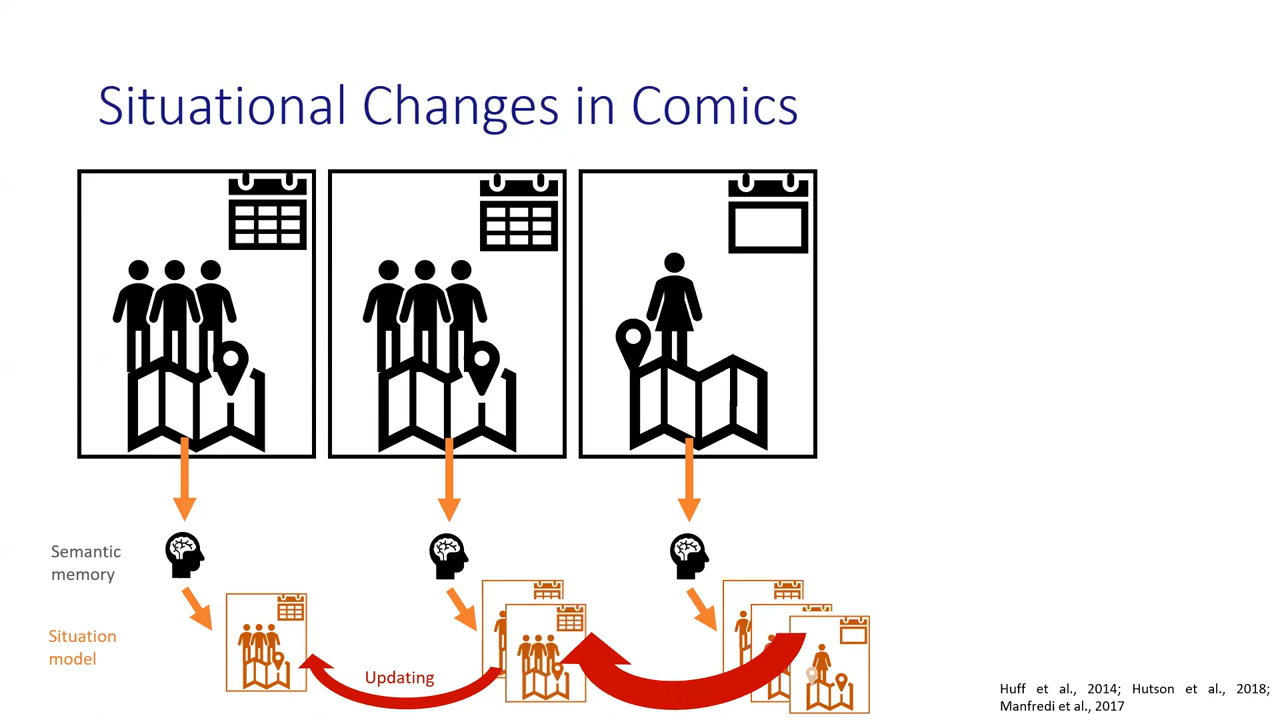 Situational Changes in Comics
Semantic
memory
Situation
model
Updating
Huff et al., 2014; Hutson et al., 2018;
Manfredi et al., 2017